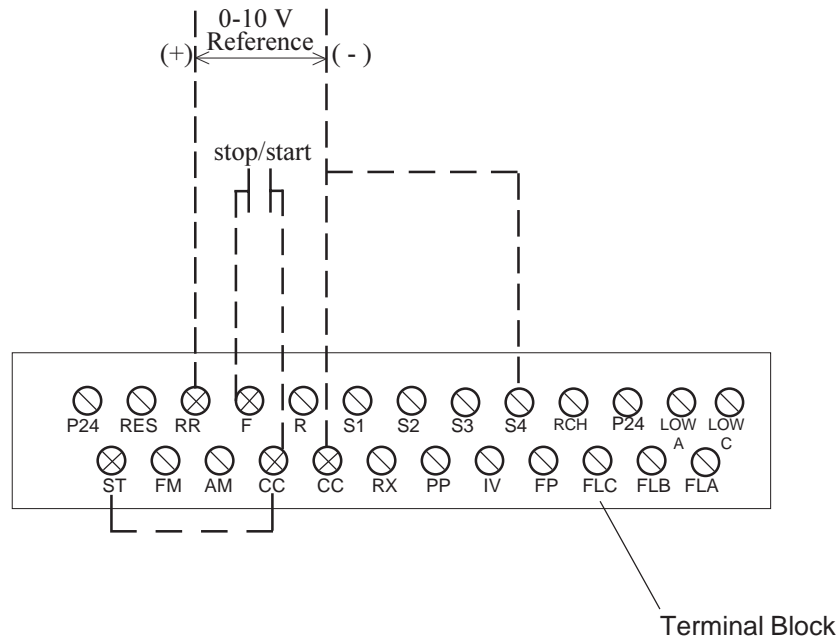 0-10 V
Reference
(+)
( - )
stop/start
P24 RES RR F R S1 S2 S3 S4 RCH P24 LOW A LOW C
ST FM AM CC CC RX PP IV FP FLC FLB FLA
Terminal Block